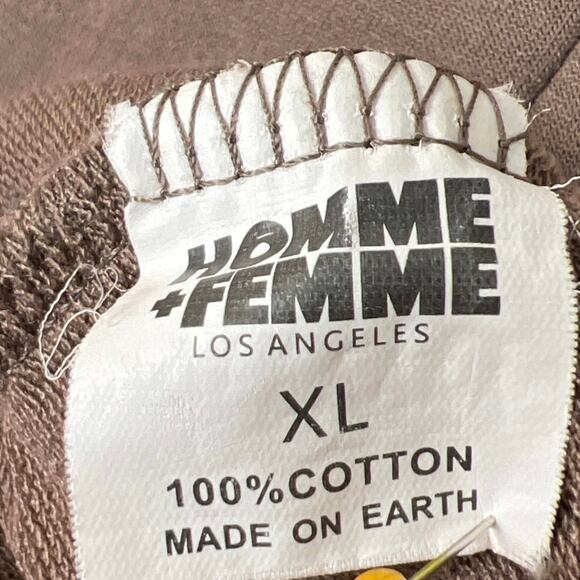 HOMME
+FEMME
LOS ANGELES
XL
100%COTTON
MADE ON EARTH